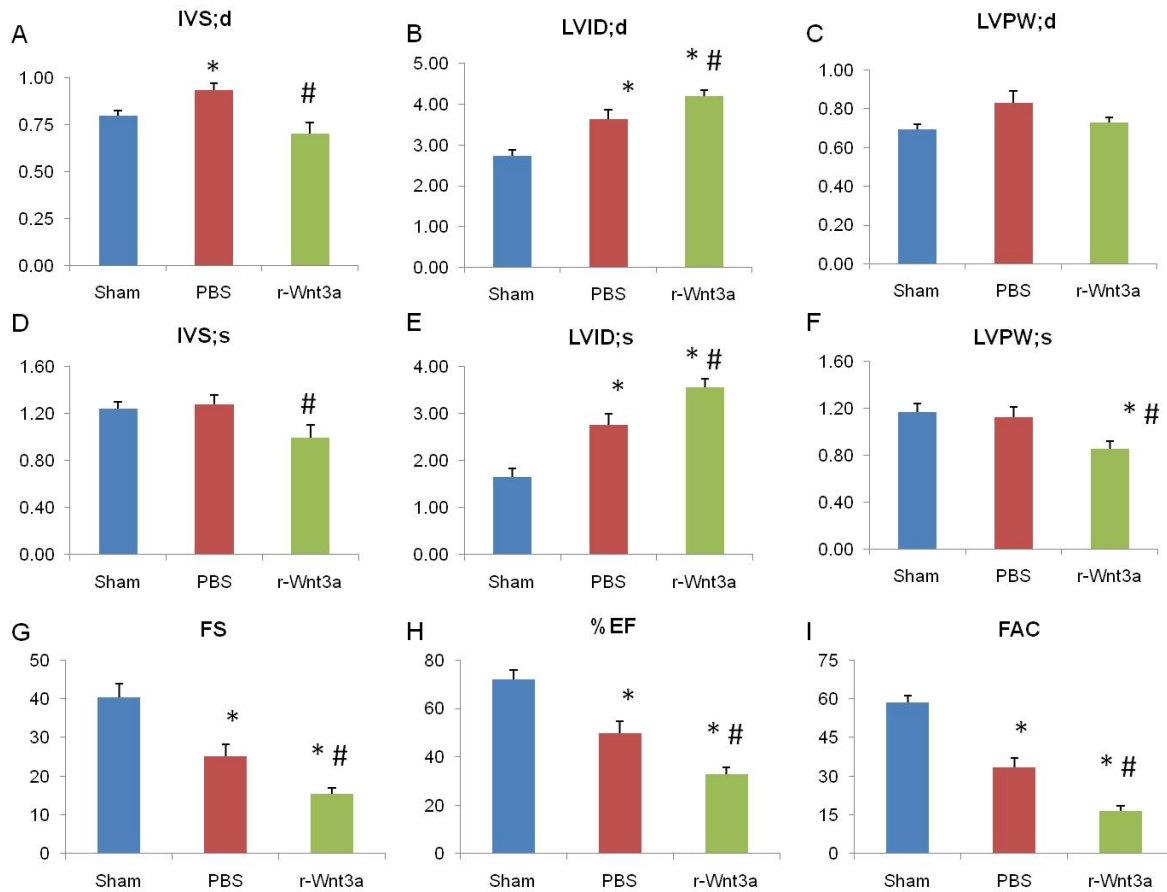 A
IVS;d
1.00
0.75
0.50
0.25
0.00
*
#
Sham PBS r-Wnt3a
B
LVID;d
5.00
4.00
3.00
2.00
1.00
0.00
*
* #
Sham PBS r-Wnt3a
C
LVPW;d
1.00
0.80
0.60
0.40
0.20
0.00
Sham PBS r-Wnt3a
D
IVS;s
1.60
1.20
0.80
0.40
0.00
#
Sham PBS r-Wnt3a
E
LVID;s
4.00
3.00
2.00
1.00
0.00
*
* #
Sham PBS r-Wnt3a
F
LVPW;s
1.60
1.20
0.80
0.40
0.00
* #
Sham PBS r-Wnt3a
G
FS
50
40
30
20
10
0
*
* #
Sham PBS r-Wnt3a
H
% EF
80
60
40
20
0
*
* #
Sham PBS r-Wnt3a
I
FAC
75
60
45
30
15
0
*
* #
Sham PBS r-Wnt3a